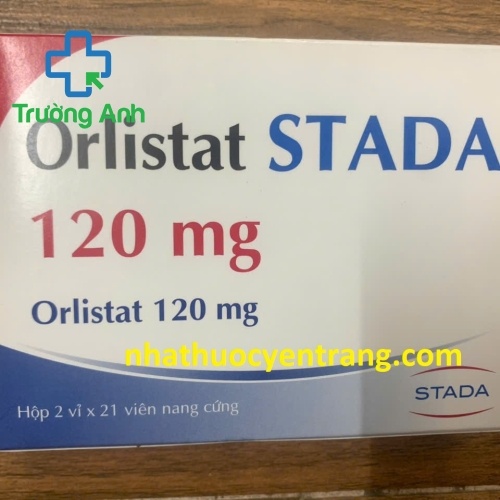 Trường Anh
Orlistat STADA
120 mg
Orlistat 120 mg
nhathuocyentrang.com
Hộp 2 vỉ x 21 viên nang cứng
STADA